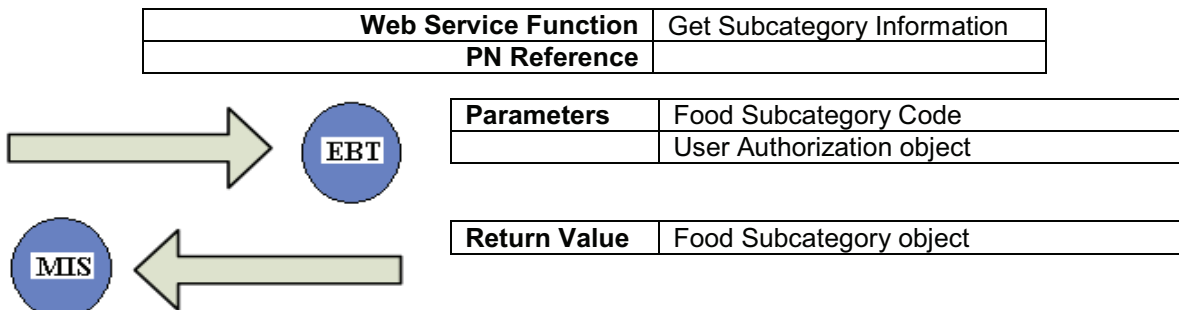 Web Service Function Get Subcategory Information
PN Reference
EBT
Parameters Food Subcategory Code
User Authorization object
MIS
Return Value Food Subcategory object